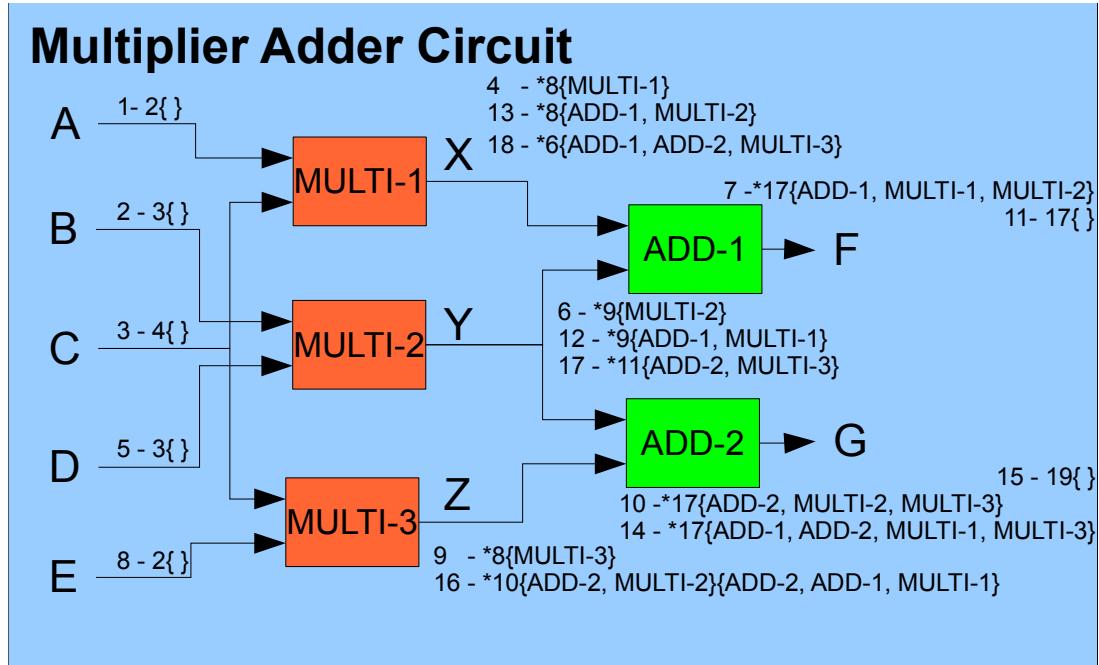 Multiplier Adder Circuit
4 - *8{MULTI-1}
1- 2{ }
13 - *8{ADD-1, MULTI-2}
A
18 - *6{ADD-1, ADD-2, MULTI-3}
X
MULTI-1
7 -*17{ADD-1, MULTI-1, MULTI-2}
2 - 3{ }
11- 17{ }
B
ADD-1
F
6 - *9{MULTI-2}
Y
3 - 4{ }
12 - *9{ADD-1, MULTI-1}
C
MULTI-2
17 - *11{ADD-2, MULTI-3}
5 - 3{ }
ADD-2
G
D
15 - 19{ }
Z
10 -*17{ADD-2, MULTI-2, MULTI-3}
MULTI-3
14 - *17{ADD-1, ADD-2, MULTI-1, MULTI-3}
8 - 2{ }
9 - *8{MULTI-3}
E
16 - *10{ADD-2, MULTI-2}{ADD-2, ADD-1, MULTI-1}